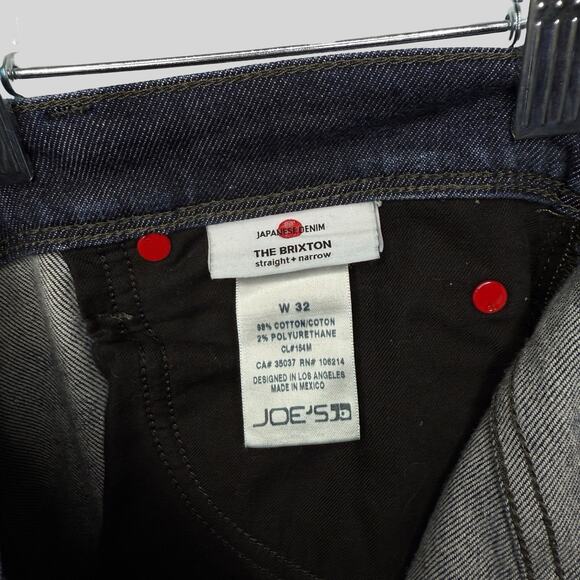 JAPANESE DENIM
THE BRIXTON
straight + narrow
W 32
98% COTTON/COTON
2% POLYURETHANE
CL#154M
CA# 35037 RN# 106214
DESIGNED IN LOS ANGELES
MADE IN MEXICO
JOE'S